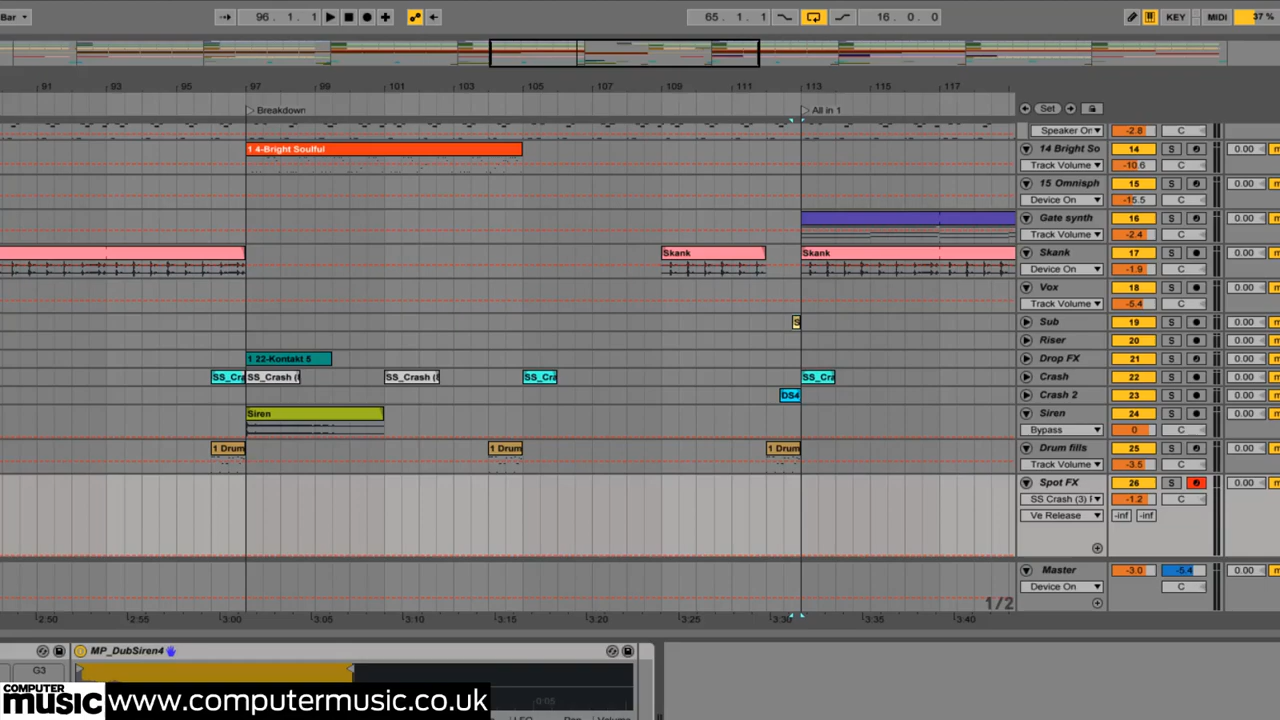 Bar 96. 1. 1 65. 1. 1 16. 0. 0 KEY MIDI 37 %
91 93 95 97 99 101 103 105 107 109 111 113 115 117
Breakdown All in 1 Set
Speaker On -2.8 C
1 4-Bright Soulful 14 Bright So 14 S 0.00
Track Volume -10.6 C
15 Omnisph 15 S 0.00
Device On -15.5 C
Gate synth 16 S 0.00
Track Volume -2.4 C
Skank Skank Skank 17 S 0.00
Device On -1.9 C
Vox 18 S 0.00
Track Volume -5.4 C
S Sub 19 S 0.00
Riser 20 S 0.00
1 22-Kontakt 5 Drop FX 21 S 0.00
SS_Cra SS_Crash (I SS_Crash (I SS_Cra SS_Cra Crash 22 S 0.00
DS4 Crash 2 23 S 0.00
Siren Siren 24 S 0.00
Bypass 0 C
1 Drum 1 Drum 1 Drum Drum fills 25 S 0.00
Track Volume -3.5 C
Spot FX 26 S 0.00
SS Crash (3) F -1.2 C
Ve Release -inf -inf
Master -3.0 -5.4 0.00
Device On C
1/2
2:50 2:55 3:00 3:05 3:10 3:15 3:20 3:25 3:30 3:35 3:40
MP_DubSiren4
G3
0:05
LFO Pan Volume
COMPUTER
music www.computermusic.co.uk